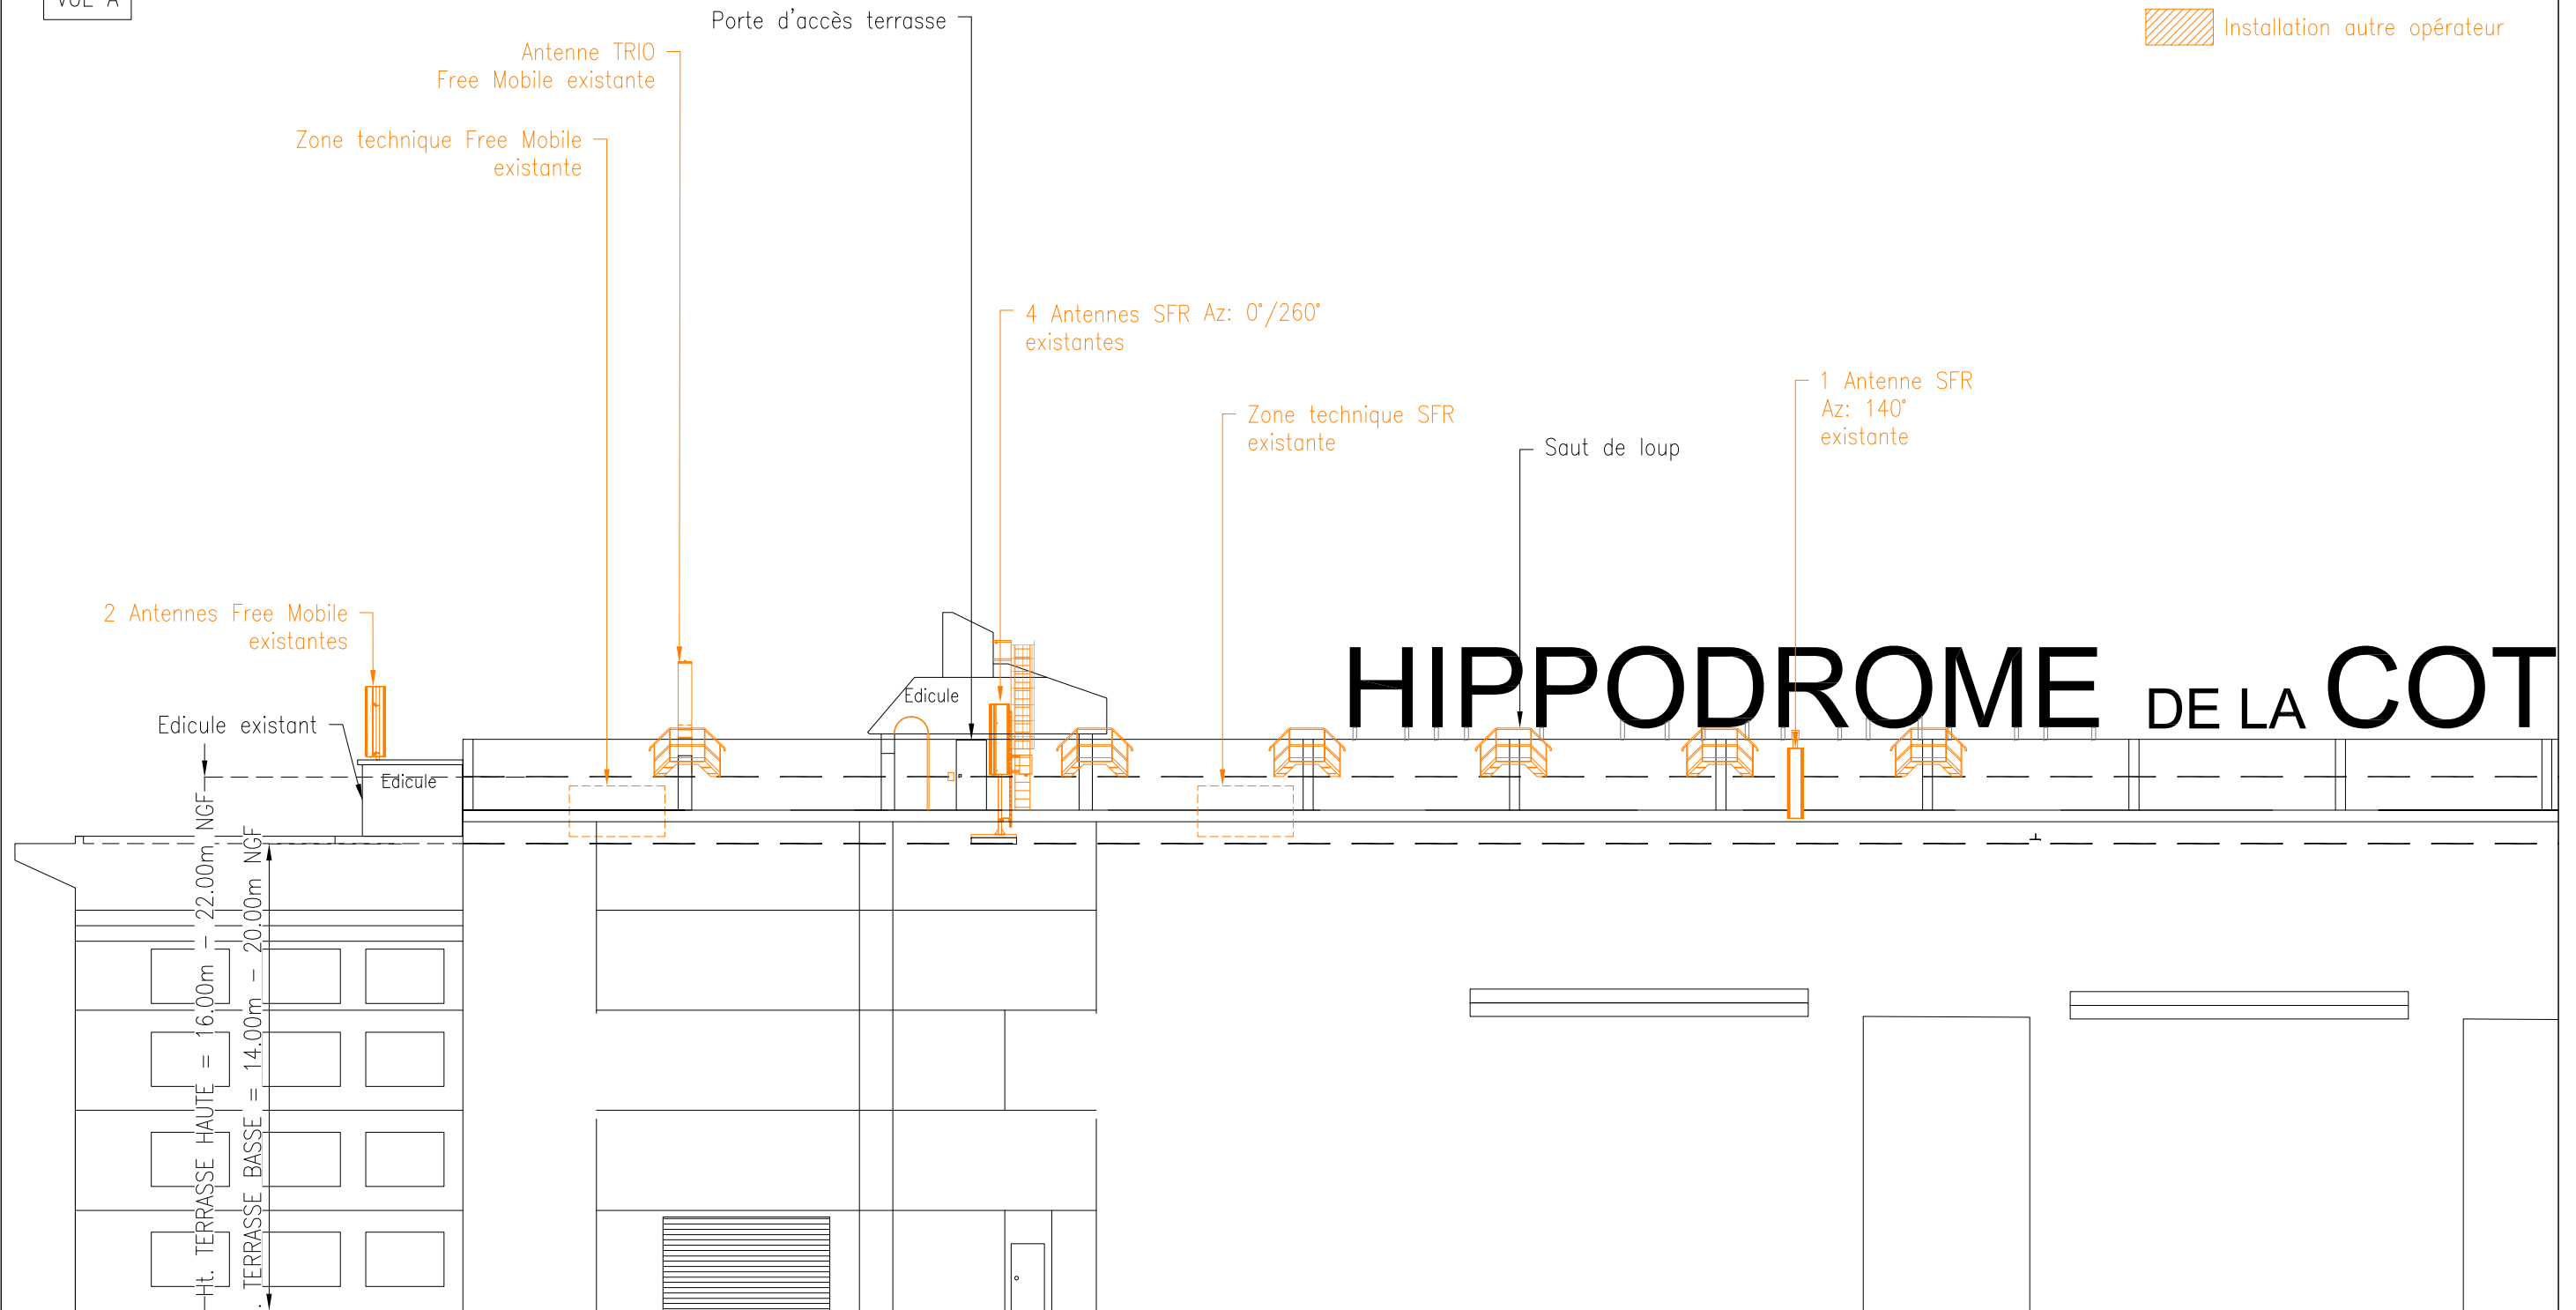 VUE A
Porte d'accès terrasse
Installation autre opérateur
Antenne TRIO
Free Mobile existante
Zone technique Free Mobile
existante
4 Antennes SFR Az: 0°/260°
existantes
1 Antenne SFR
Az: 140°
existante
Zone technique SFR
existante
Saut de loup
2 Antennes Free Mobile
existantes
Edicule existant
Edicule
Edicule
HIPPODROME DE LA COT
Ht. TERRASSE HAUTE = 16.00m - 22.00m NGF
. TERRASSE BASSE = 14.00m - 20.00m NGF